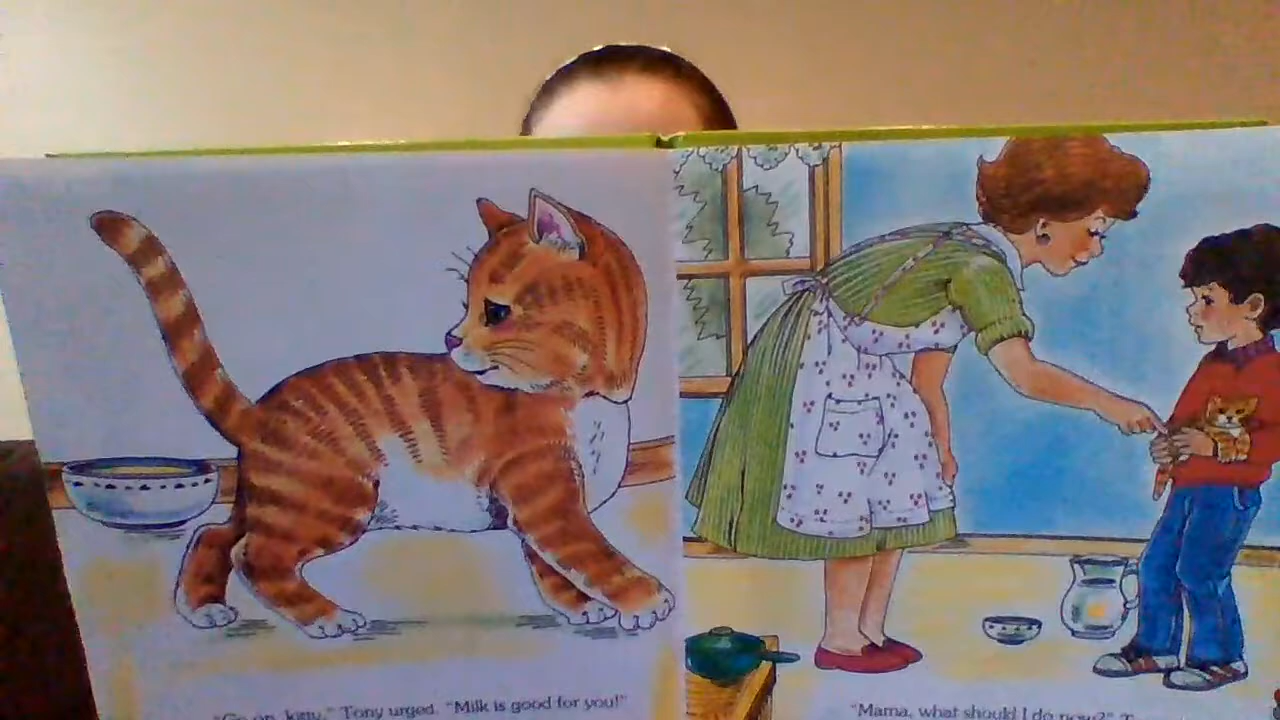 "Go on, kitty," Tony urged. "Milk is good for you!"
"Mama, what should I do now?"